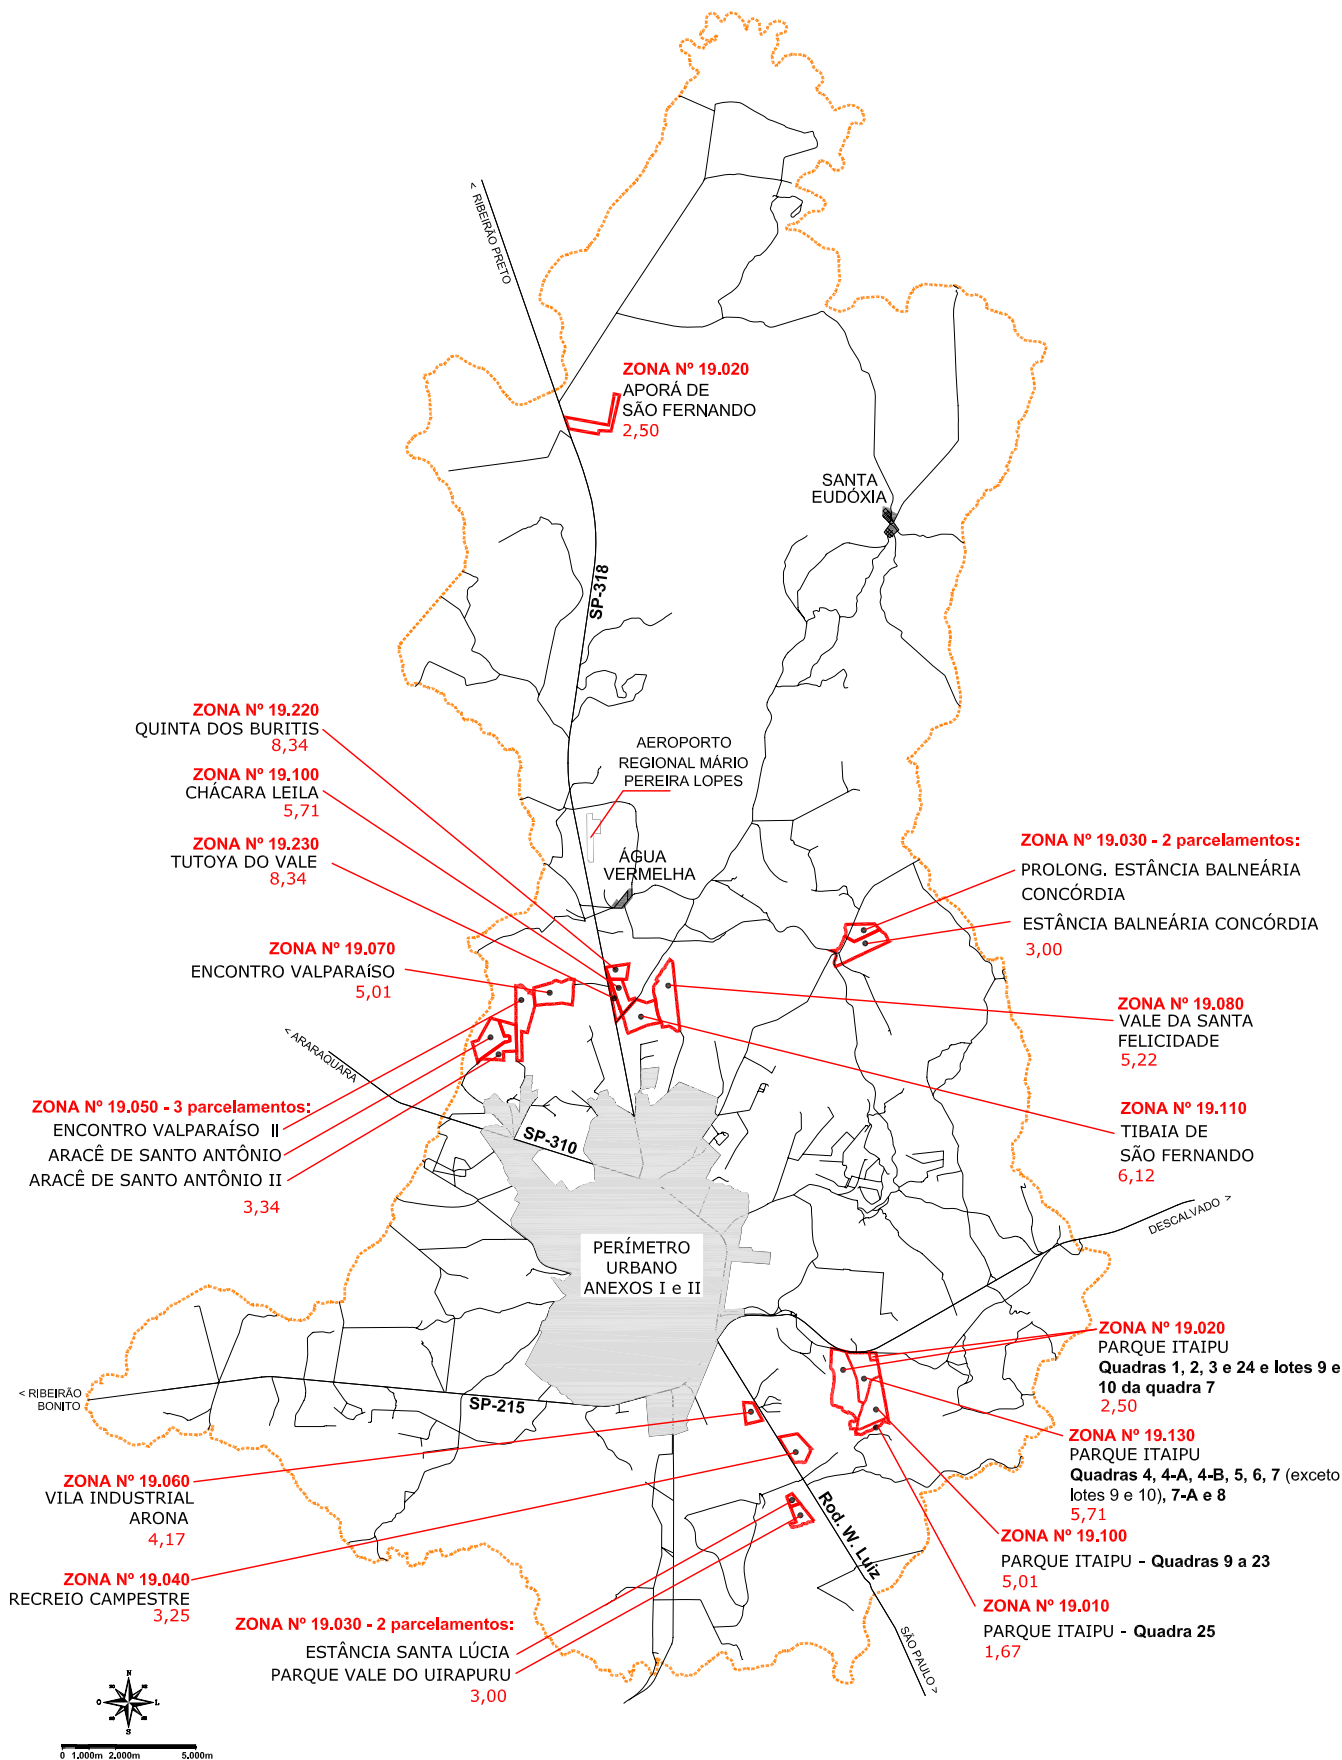 < RIBEIRÃO PRETO
ZONA Nº 19.020
APORÁ DE
SÃO FERNANDO
2,50
SANTA
EUDÓXIA
SP-318
ZONA Nº 19.220
QUINTA DOS BURITIS
8,34
ZONA Nº 19.100
CHÁCARA LEILA
5,71
ZONA Nº 19.230
TUTOYA DO VALE
8,34
AEROPORTO
REGIONAL MÁRIO
PEREIRA LOPES
ÁGUA
VERMELHA
ZONA Nº 19.030 - 2 parcelamentos:
PROLONG. ESTÂNCIA BALNEÁRIA
CONCÓRDIA
ESTÂNCIA BALNEÁRIA CONCÓRDIA
3,00
ZONA Nº 19.070
ENCONTRO VALPARAÍSO
5,01
ZONA Nº 19.080
VALE DA SANTA
FELICIDADE
5,22
< ARARAQUARA
ZONA Nº 19.050 - 3 parcelamentos:
ENCONTRO VALPARAÍSO II
ARACÊ DE SANTO ANTÔNIO
ARACÊ DE SANTO ANTÔNIO II
3,34
SP-310
ZONA Nº 19.110
TIBAIA DE
SÃO FERNANDO
6,12
DESCALVADO >
PERÍMETRO
URBANO
ANEXOS I e II
ZONA Nº 19.020
PARQUE ITAIPU
Quadras 1, 2, 3 e 24 e lotes 9 e
10 da quadra 7
2,50
< RIBEIRÃO
BONITO
SP-215
ZONA Nº 19.130
PARQUE ITAIPU
Quadras 4, 4-A, 4-B, 5, 6, 7 (exceto
lotes 9 e 10), 7-A e 8
5,71
ZONA Nº 19.060
VILA INDUSTRIAL
ARONA
4,17
Rod. W. Luiz
ZONA Nº 19.100
PARQUE ITAIPU - Quadras 9 a 23
5,01
ZONA Nº 19.040
RECREIO CAMPESTRE
3,25
ZONA Nº 19.010
PARQUE ITAIPU - Quadra 25
1,67
ZONA Nº 19.030 - 2 parcelamentos:
ESTÂNCIA SANTA LÚCIA
PARQUE VALE DO UIRAPURU
3,00
SÃO PAULO >
N
O
L
S
0 1.000m 2.000m 5.000m